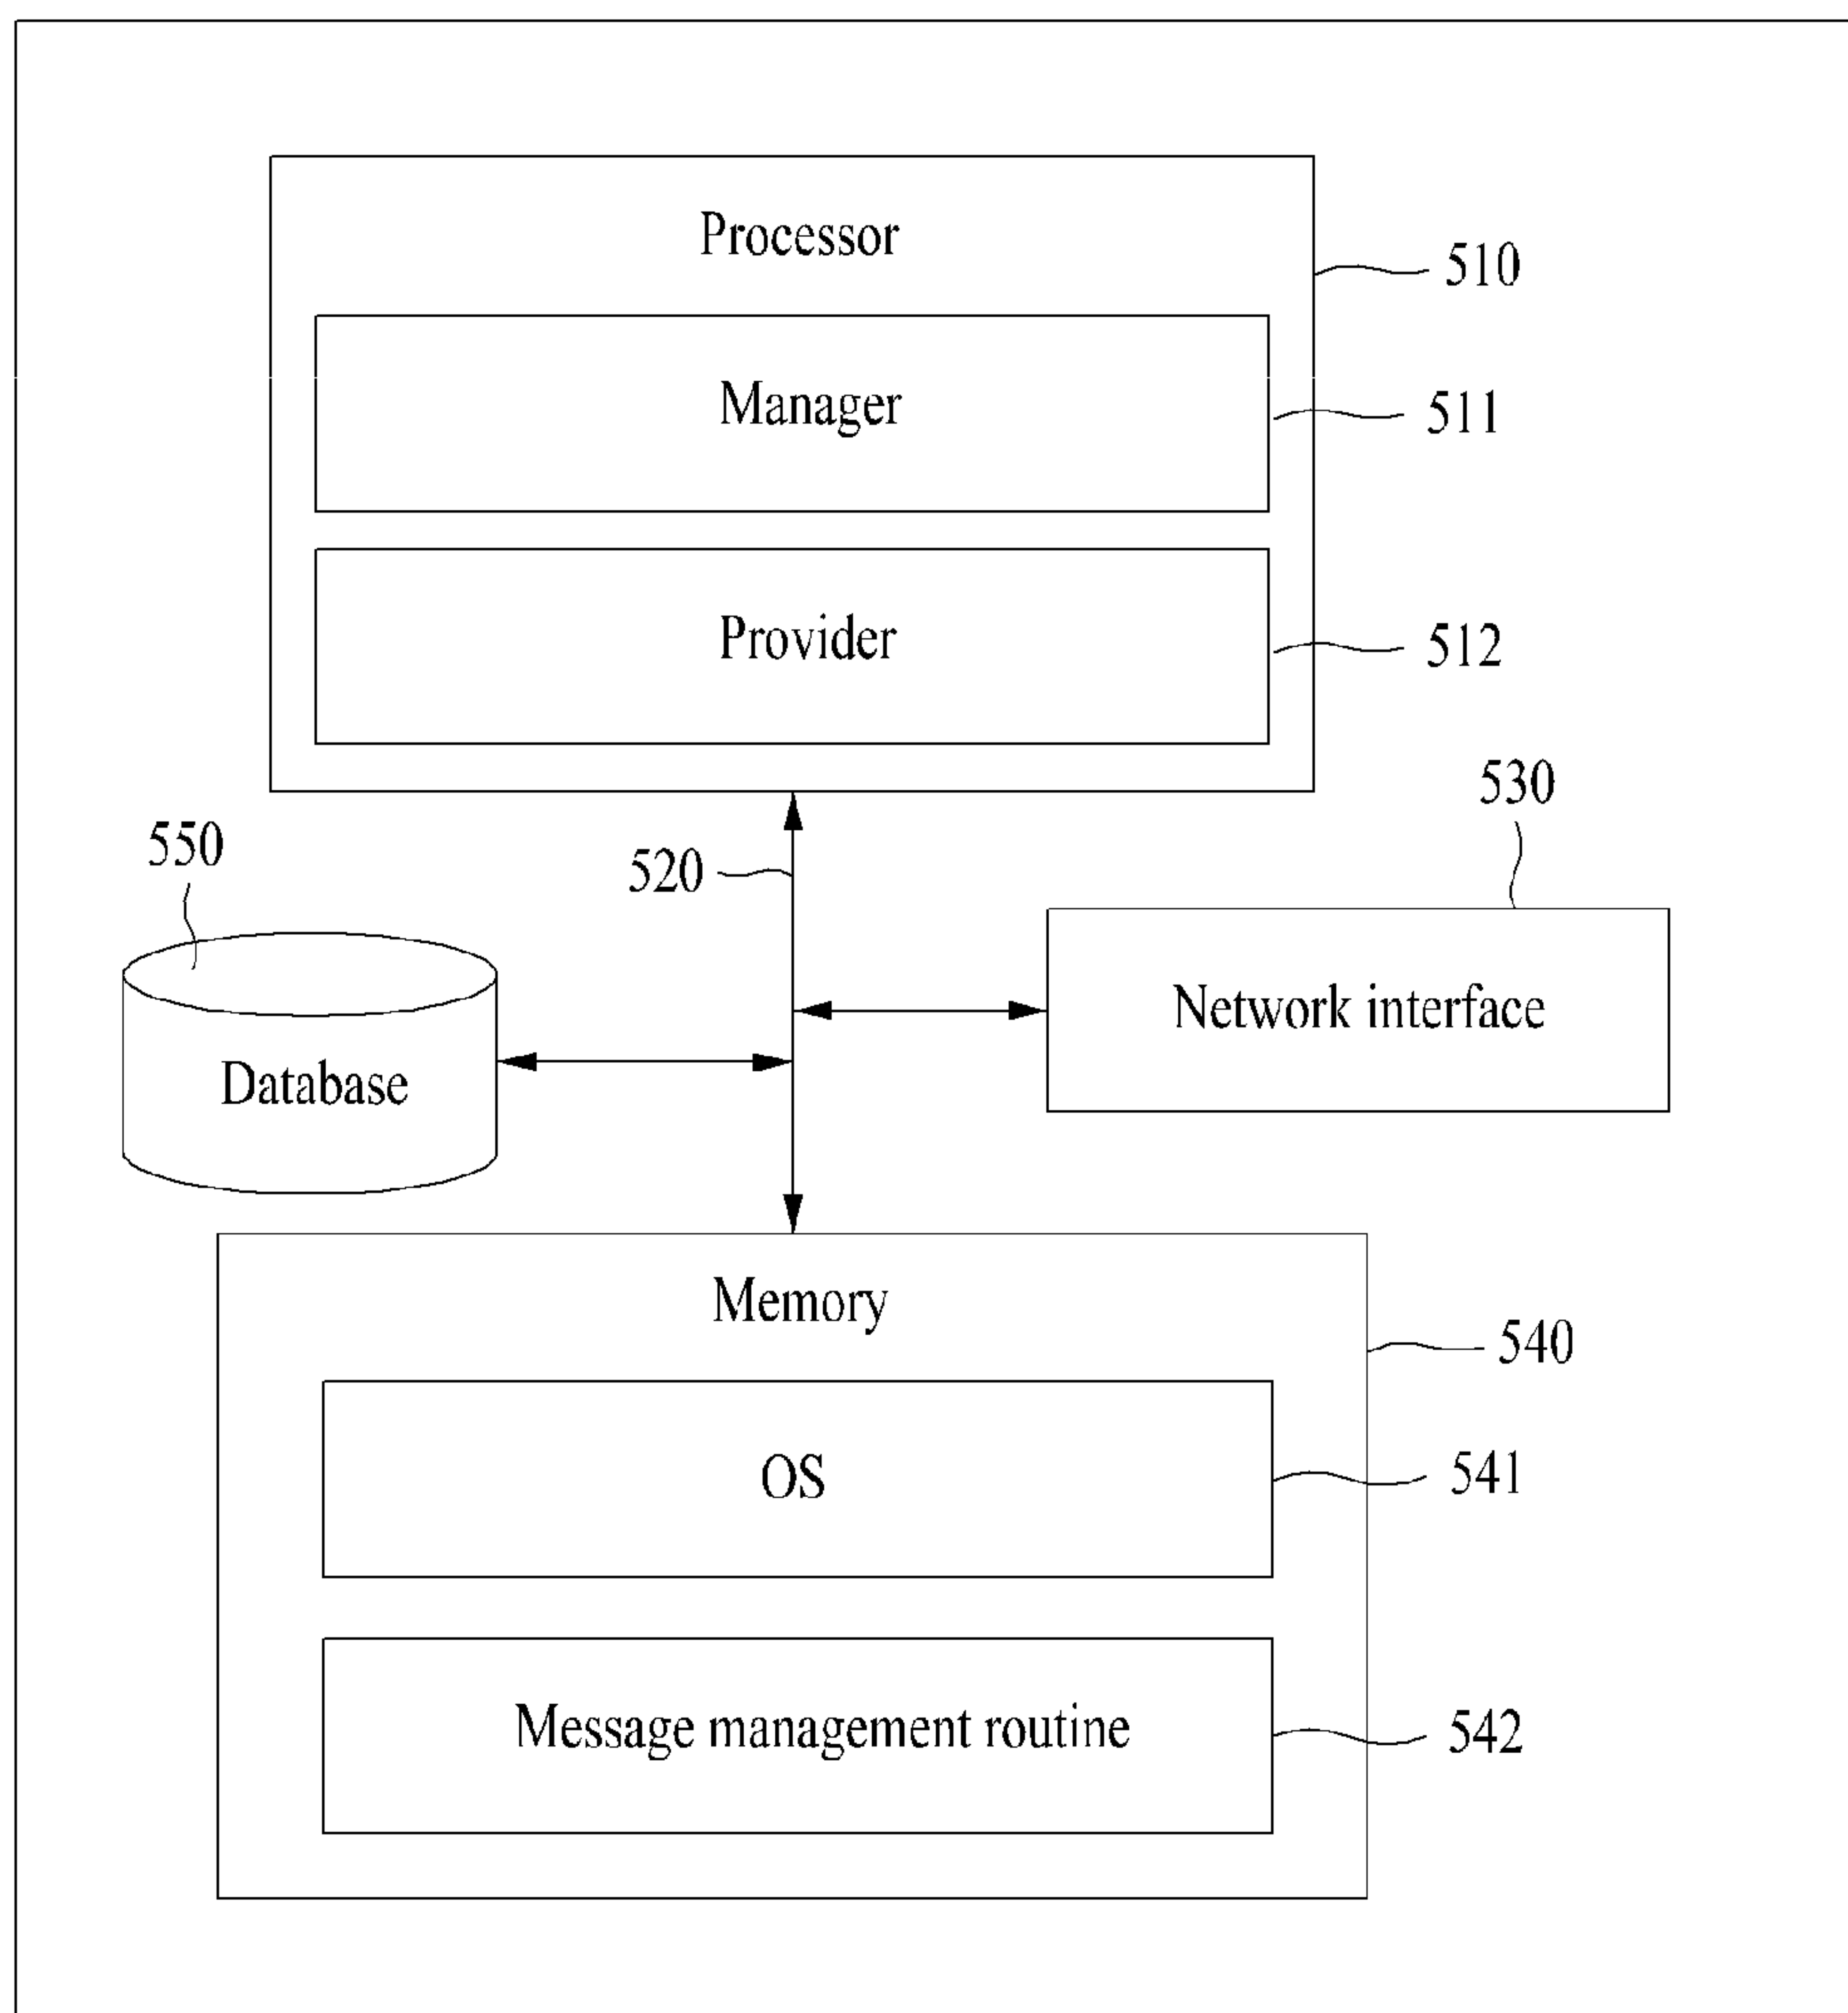 Processor
510
Manager
511
Provider
512
530
550
520
Network interface
Database
Memory
540
OS
541
Message management routine
542